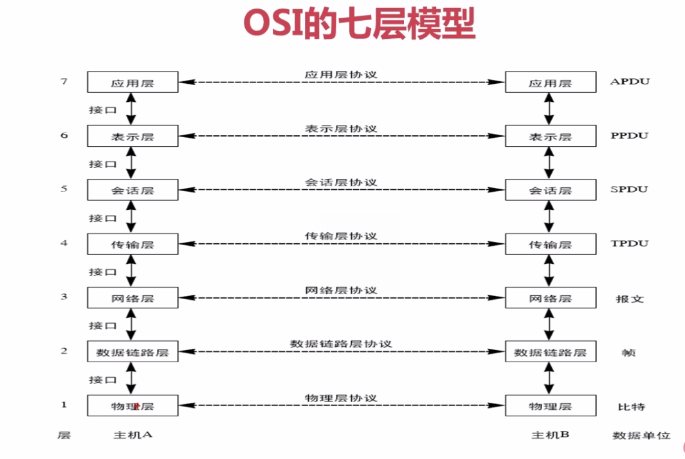 OSI的七层模型
7 应用层 应用层协议 应用层 APDU
接口
6 表示层 表示层协议 表示层 PPDU
接口
5 会话层 会话层协议 会话层 SPDU
接口
4 传输层 传输层协议 传输层 TPDU
接口
3 网络层 网络层协议 网络层 报文
接口
2 数据链路层 数据链路层协议 数据链路层 帧
接口
1 物理层 物理层协议 物理层 比特
层 主机A 主机B 数据单位